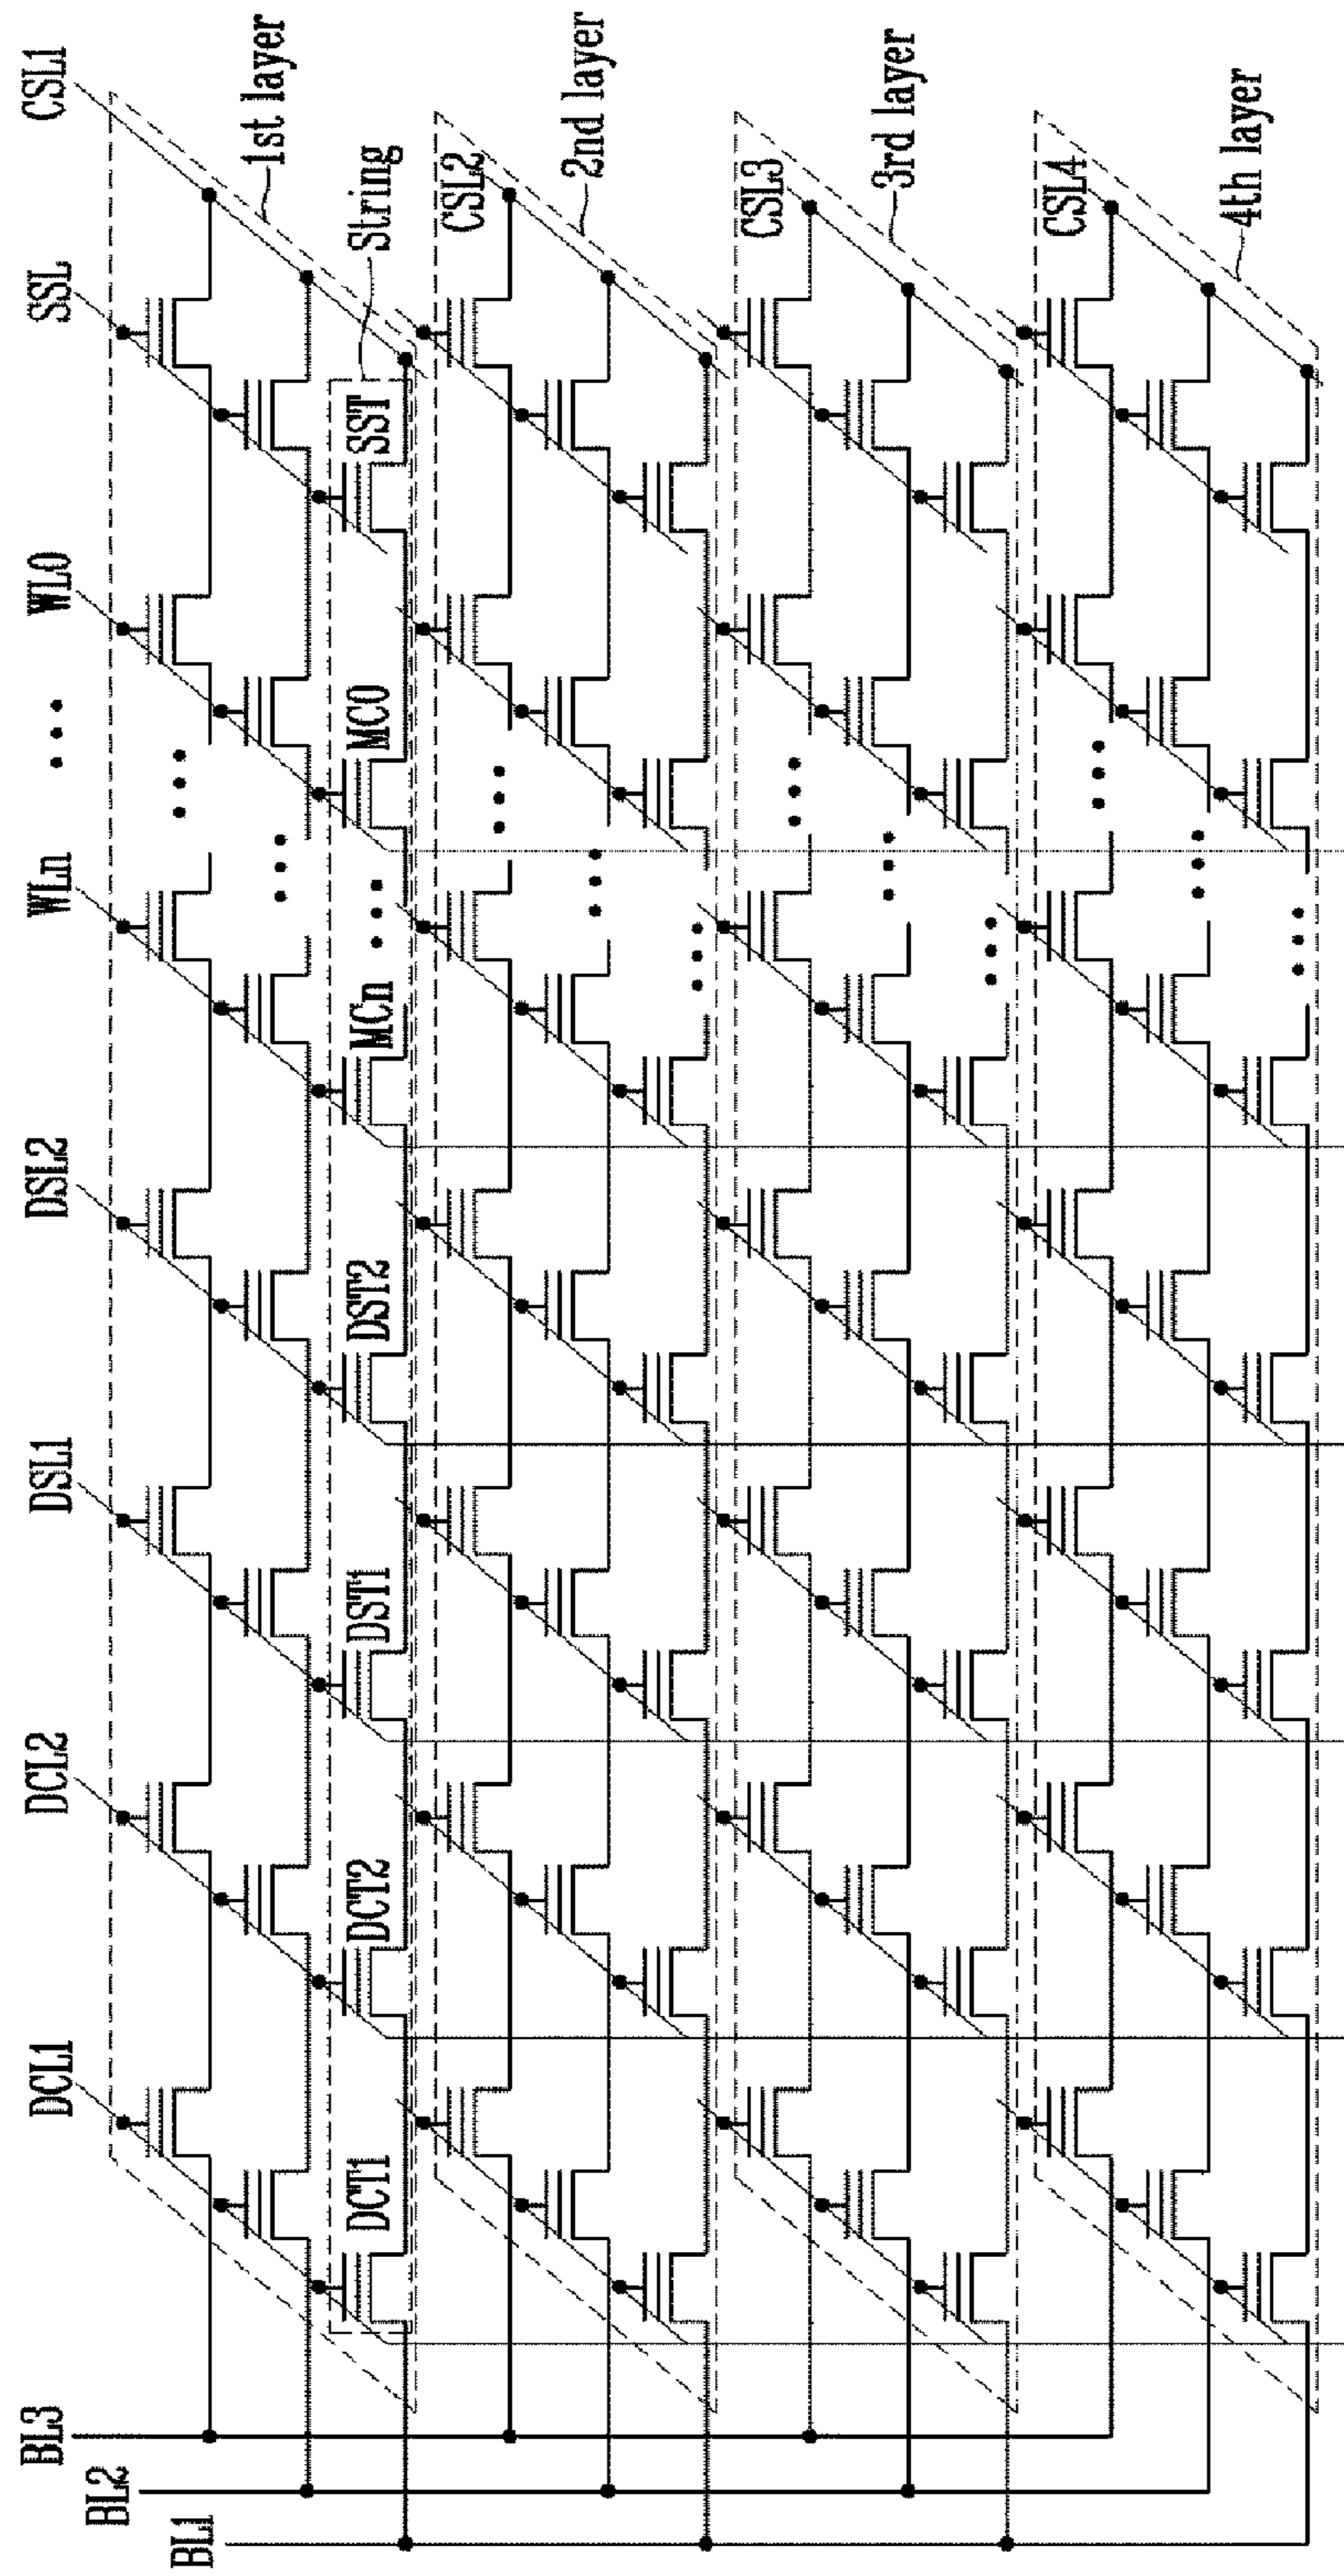 BL1
BL2
BL3
DCL1
DCL2
DSL1
DSL2
WLn
•••
WL0
SSL
CSL1
1st layer
String
DCT1
DCT2
DST1
DST2
MCn
•••
MC0
SST
CSL2
2nd layer
CSL3
3rd layer
CSL4
4th layer